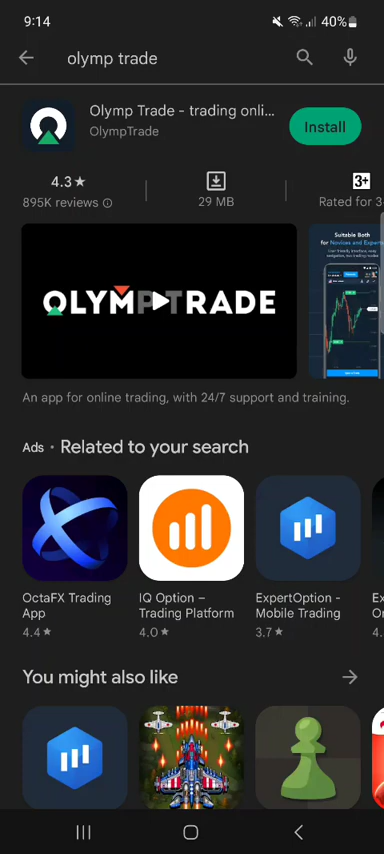 9:14
40%
olymp trade
Olymp Trade - trading onli...
OlympTrade
Install
4.3★
895K reviews
29 MB
3+
Rated for 3
OLYMPTRADE
Suitable Both
for Novices and Expert
An app for online trading, with 24/7 support and training.
Ads • Related to your search
OctaFX Trading
App
4.4★
IQ Option –
Trading Platform
4.0★
ExpertOption -
Mobile Trading
3.7★
Ex
4.
You might also like